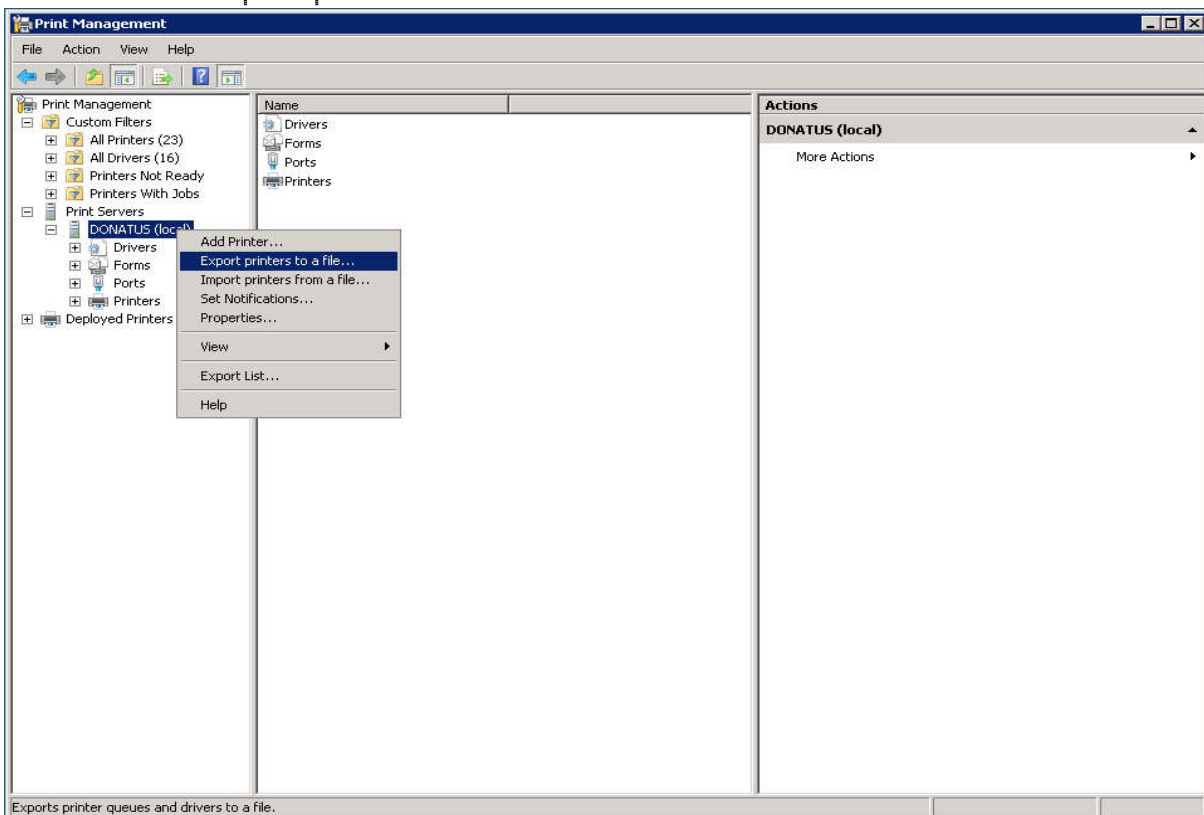 Print Management
File Action View Help
Print Management
Custom Filters
All Printers (23)
All Drivers (16)
Printers Not Ready
Printers With Jobs
Print Servers
DONATUS (local)
Drivers
Forms
Ports
Printers
Deployed Printers
Name
Drivers
Forms
Ports
Printers
Add Printer...
Export printers to a file...
Import printers from a file...
Set Notifications...
Properties...
View
Export List...
Help
Actions
DONATUS (local)
More Actions
Exports printer queues and drivers to a file.